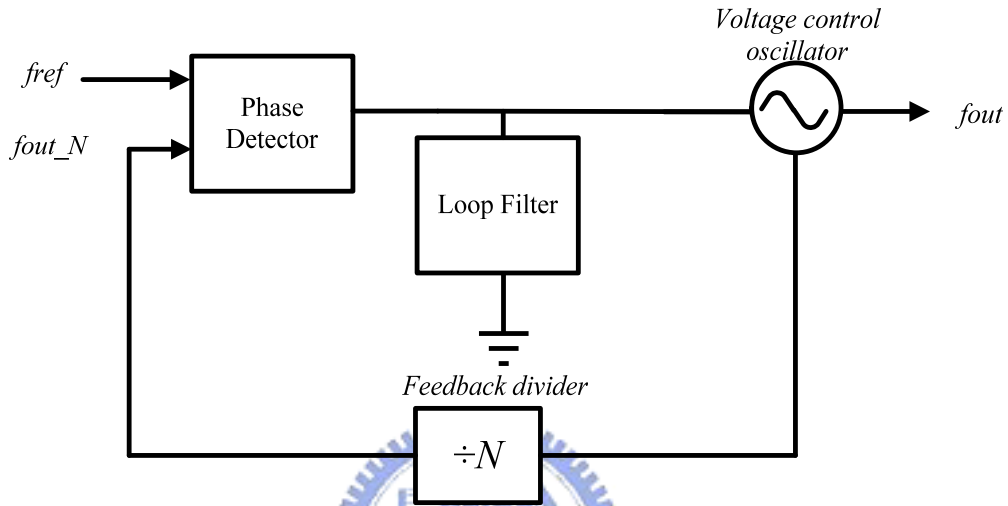 Voltage control
oscillator
fref
Phase
Detector
fout
fout_N
Loop Filter
Feedback divider
÷N